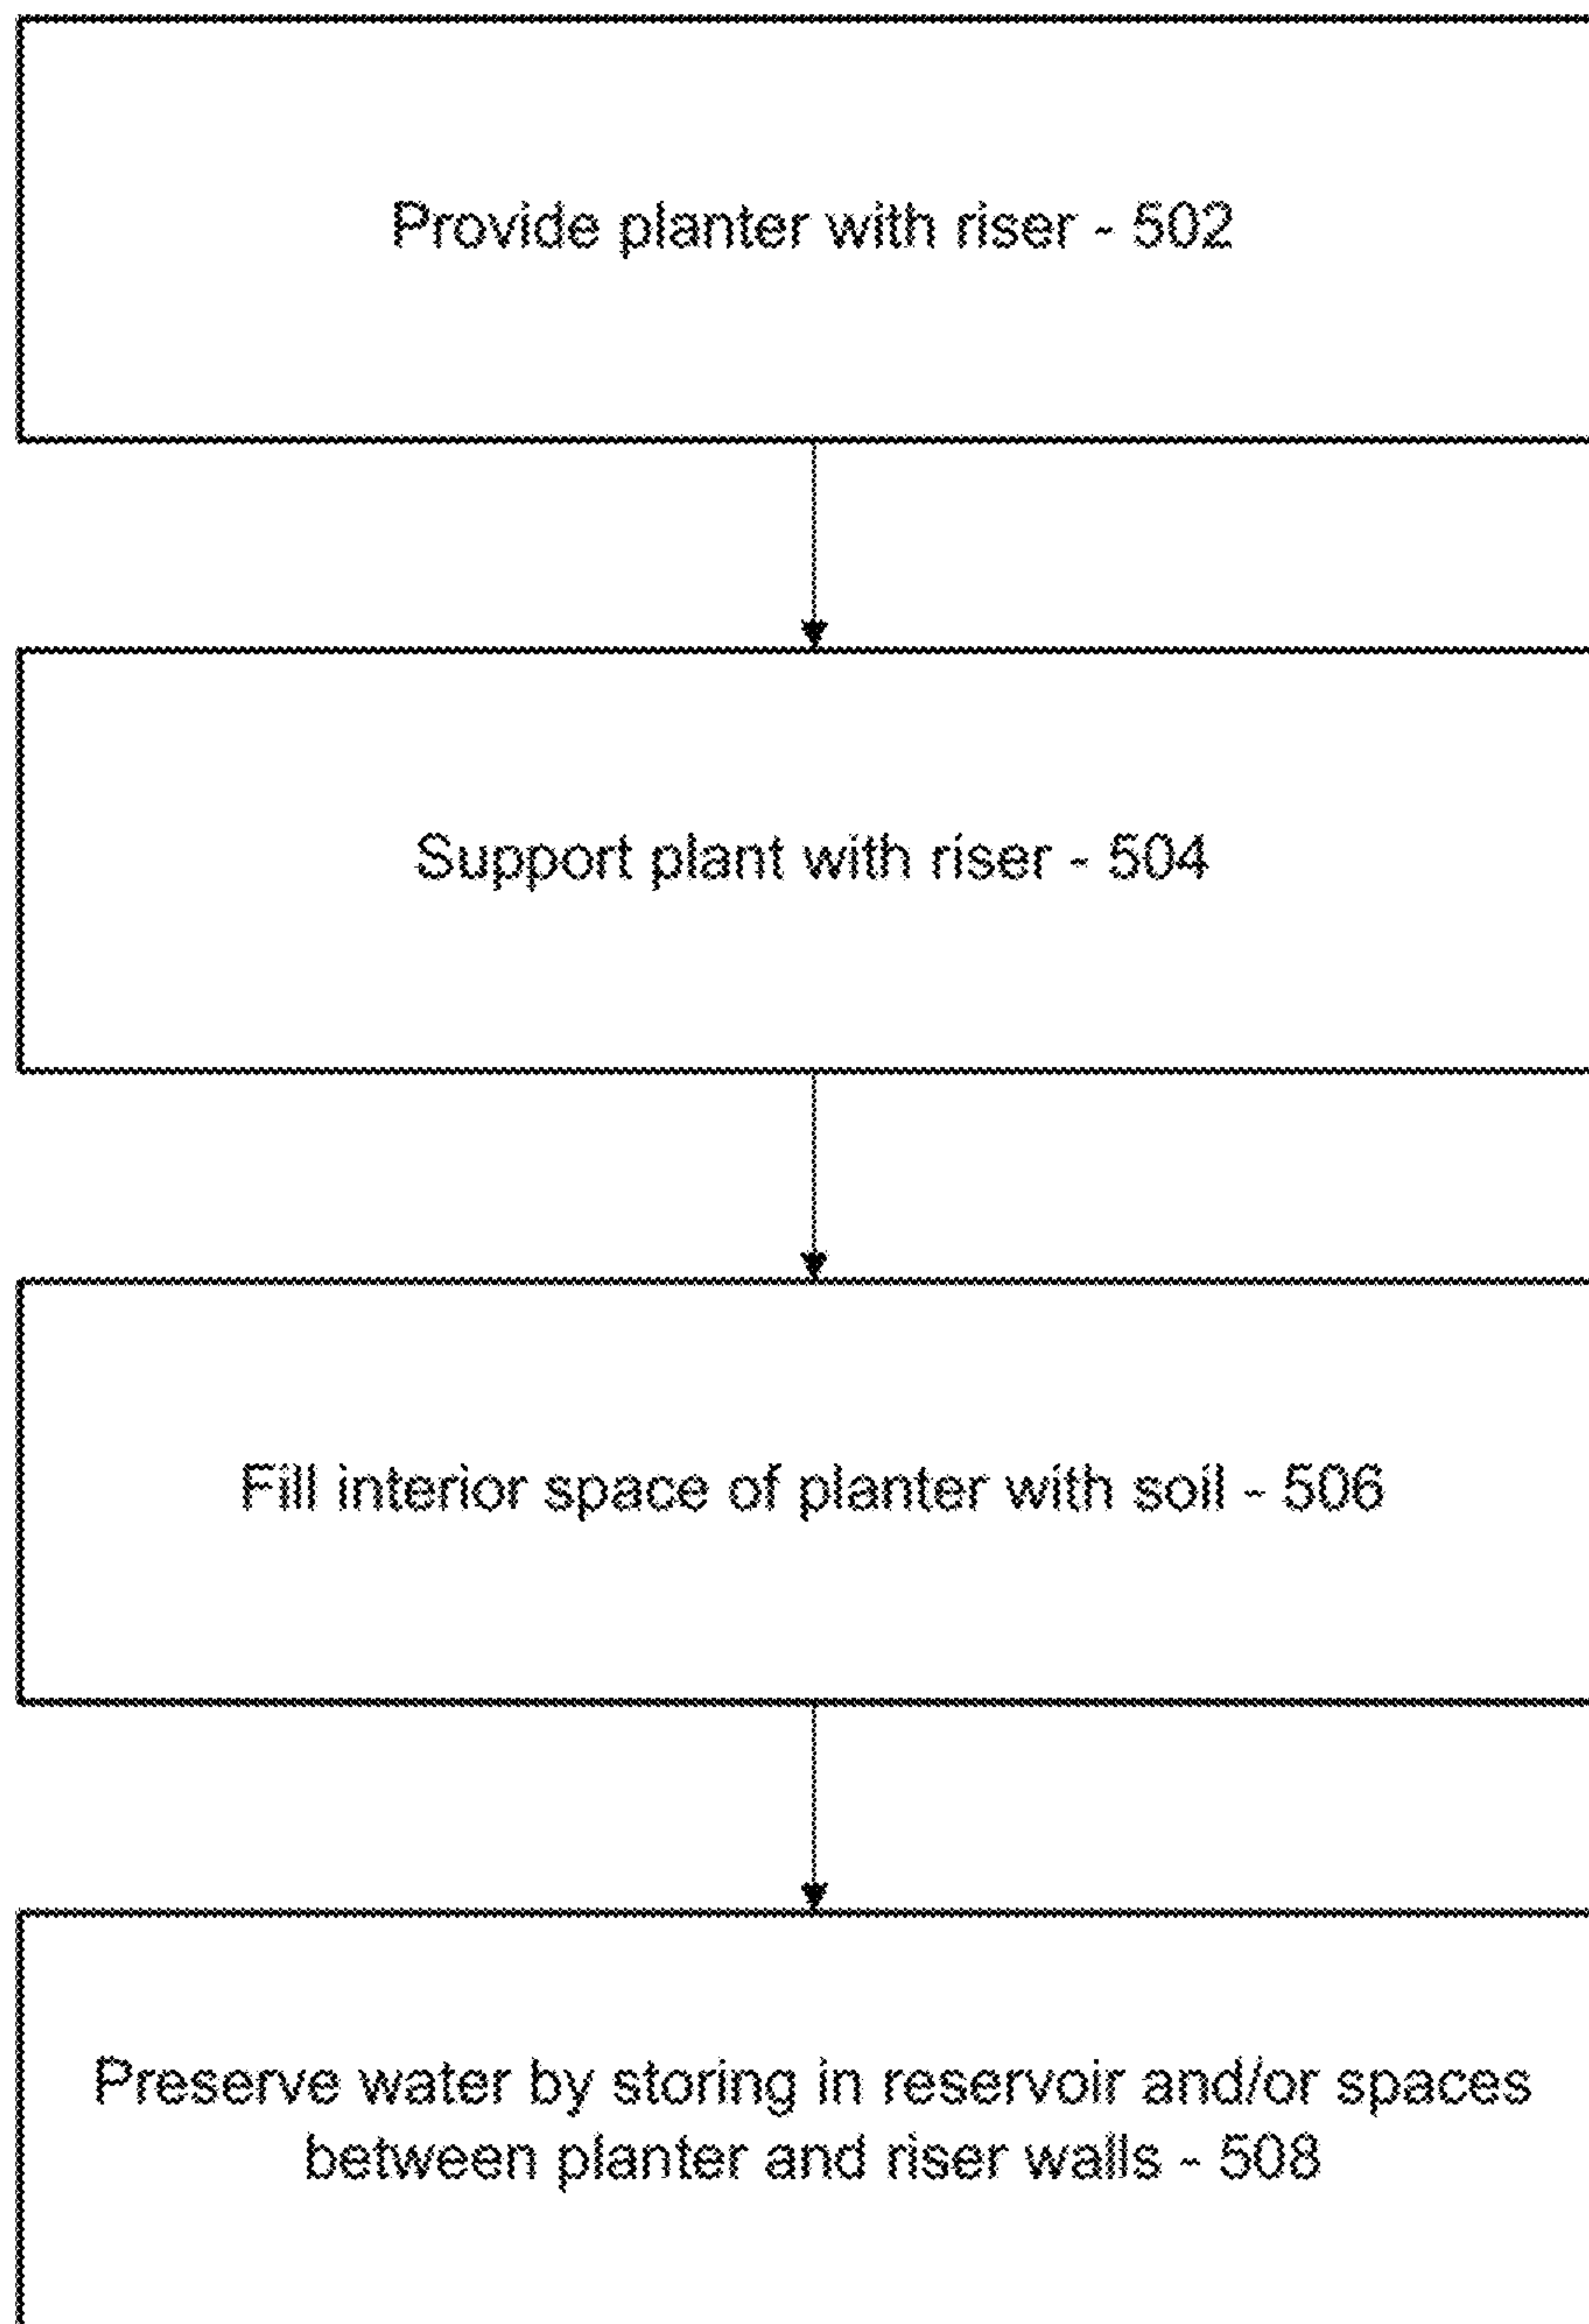 Provide planter with riser - 502
Support plant with riser - 504
Fill interior space of planter with soil - 506
Preserve water by storing in reservoir and/or spaces
between planter and riser walls - 508